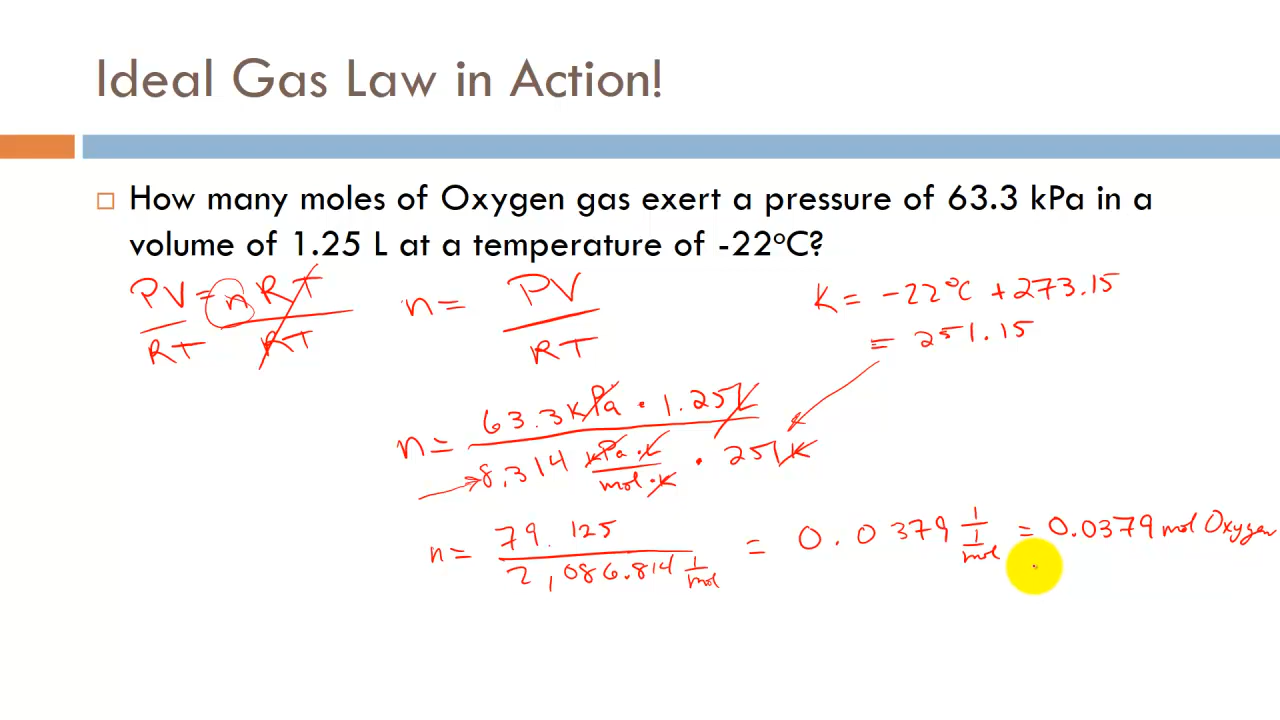 Ideal Gas Law in Action!
How many moles of Oxygen gas exert a pressure of 63.3 kPa in a
volume of 1.25 L at a temperature of -22°C?
PV = nRT
RT RT
n = PV
RT
K = -22°C + 273.15
= 251.15
n = 63.3 kPa · 1.25 L
8.314 kPa · L · 251 K
mol · K
n = 79.125
2,086.814 1
mol
= 0.0379 1
1
mol
= 0.0379 mol Oxygen